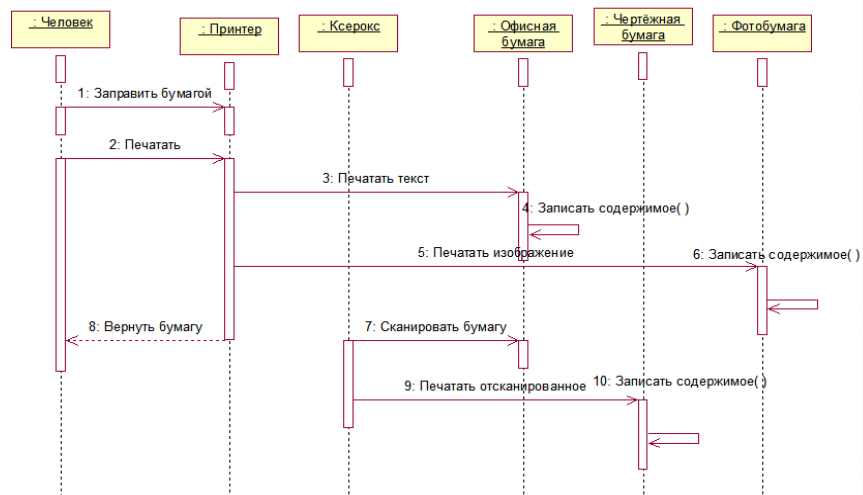 : Человек
: Принтер
: Ксерокс
: Офисная
бумага
: Чертёжная
бумага
: Фотобумага
1: Заправить бумагой
2: Печатать
3: Печатать текст
4: Записать содержимое( )
5: Печатать изображение
6: Записать содержимое( )
8: Вернуть бумагу
7: Сканировать бумагу
9: Печатать отсканированное
10: Записать содержимое( )